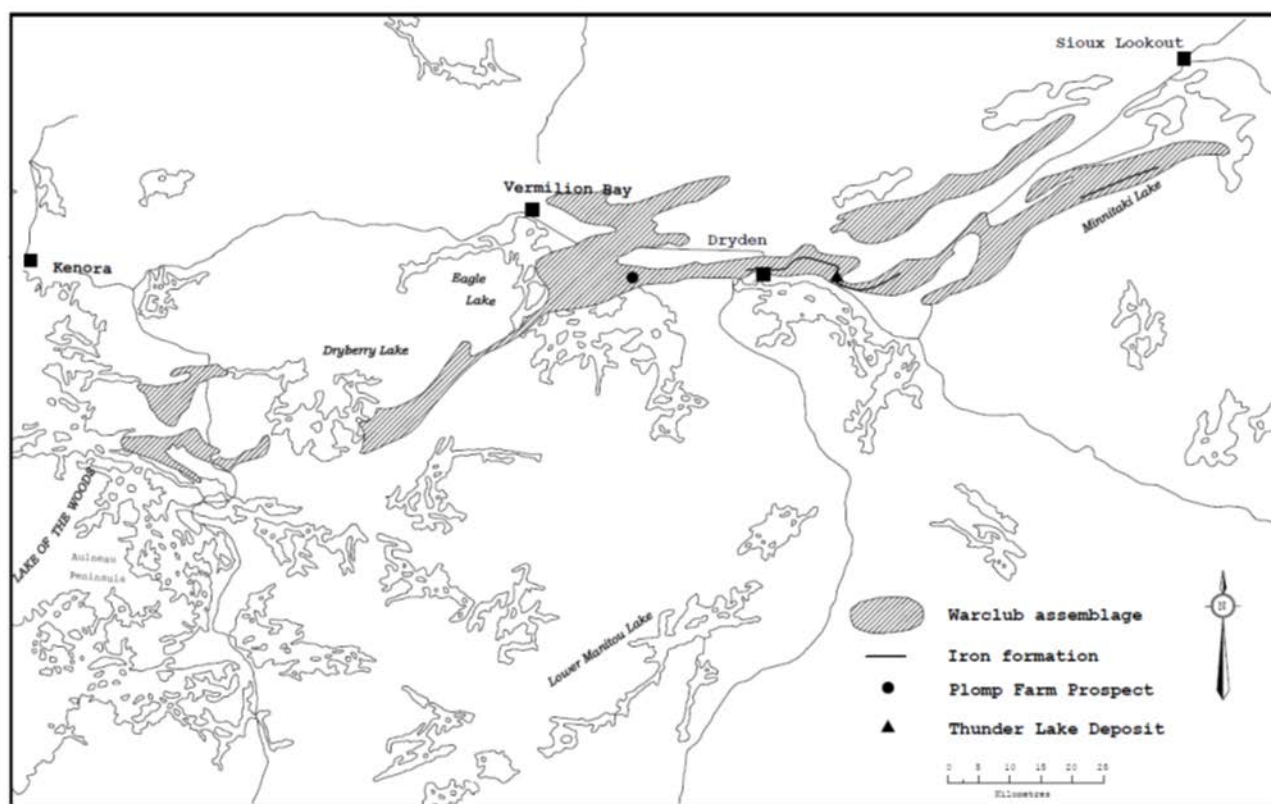 Sioux Lookout
Vermilion Bay
Minnitaki Lake
Dryden
Kenora
Eagle
Lake
Dryberry Lake
LAKE OF THE WOODS
Aulneau
Peninsula
Lower Manitou Lake
N
Warclub assemblage
Iron formation
Plomp Farm Prospect
Thunder Lake Deposit
0 5 10 15 20 25
Kilometres